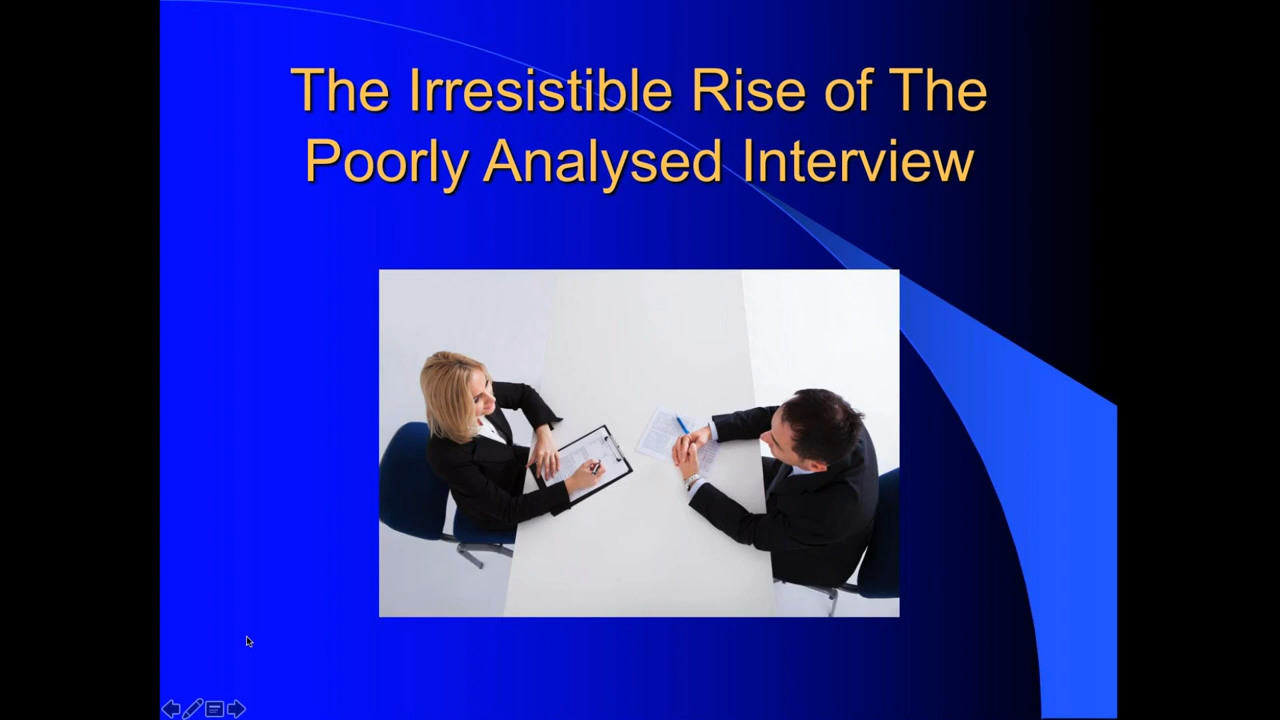 The Irresistible Rise of The
Poorly Analysed Interview